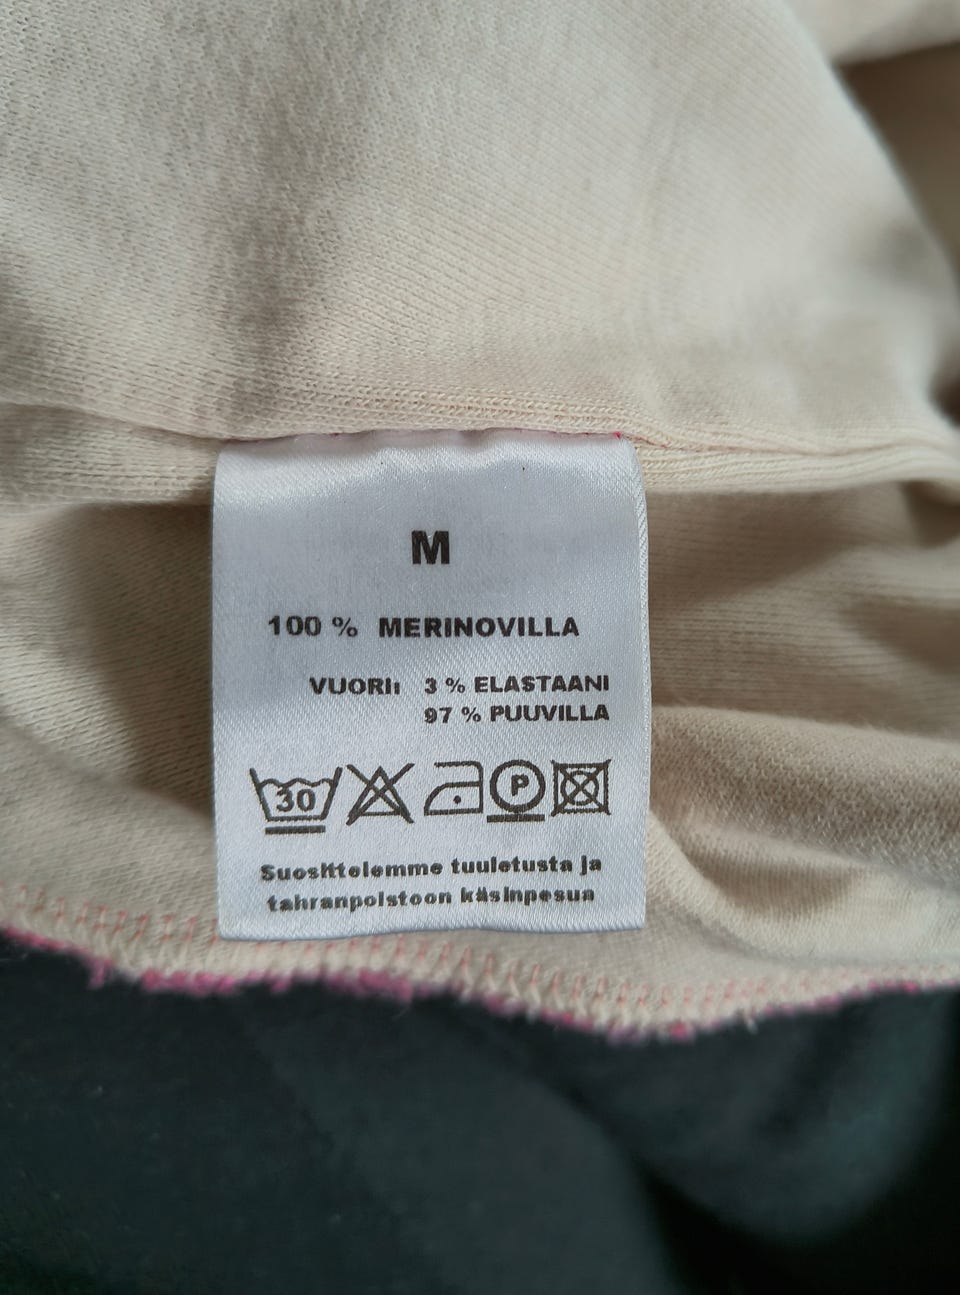 M
100 % MERINOVILLA
VUORI: 3 % ELASTAANI
97 % PUUVILLA
30 P
Suosittelemme tuuletusta ja
tahranpoistoon käsinpesua